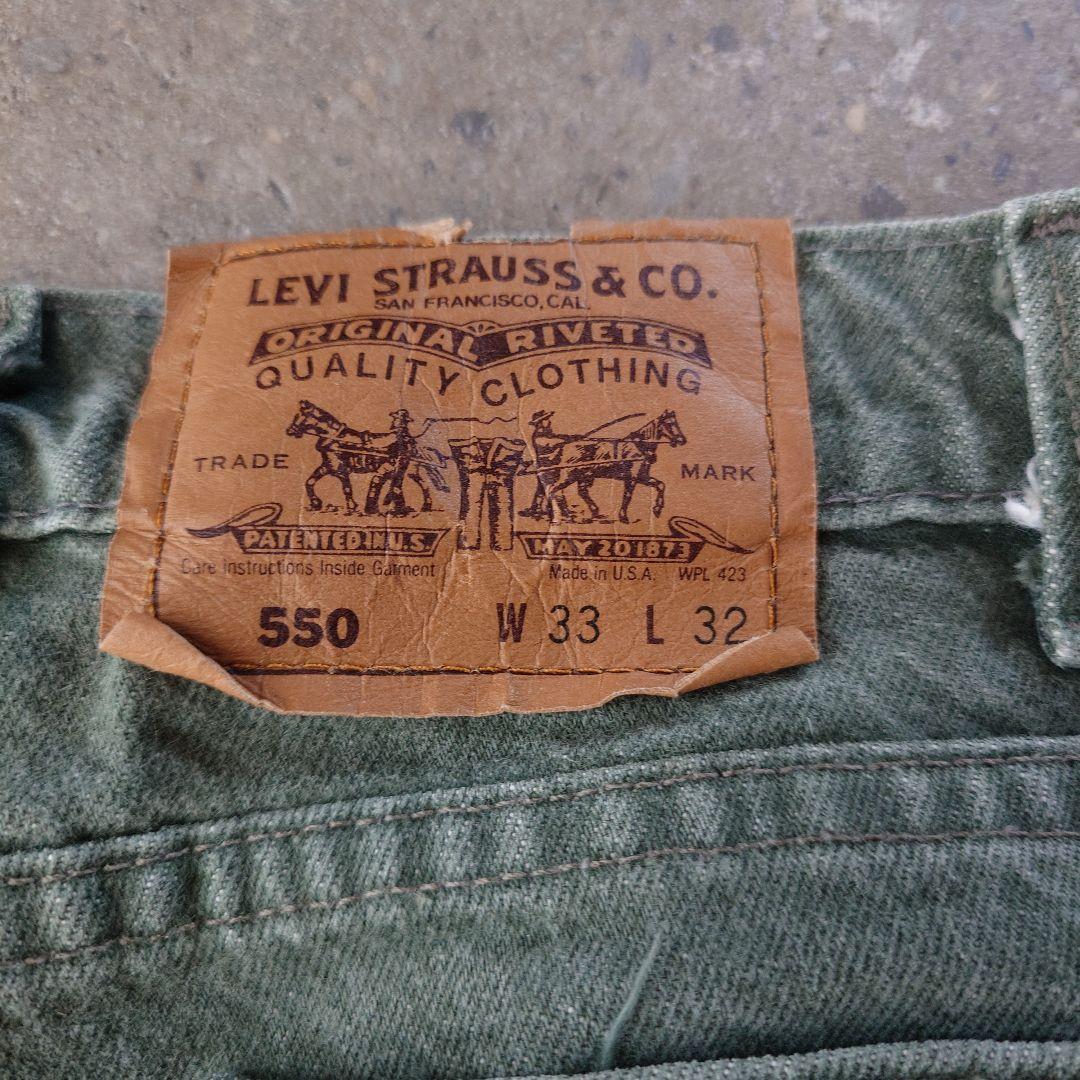 LEVI STRAUSS & CO.
SAN FRANCISCO, CAL.
ORIGINAL RIVETED
QUALITY CLOTHING
TRADE MARK
PATENTED IN U.S. MAY 20 1873
Care Instructions Inside Garment Made in U.S.A. WPL 423
550 W 33 L 32